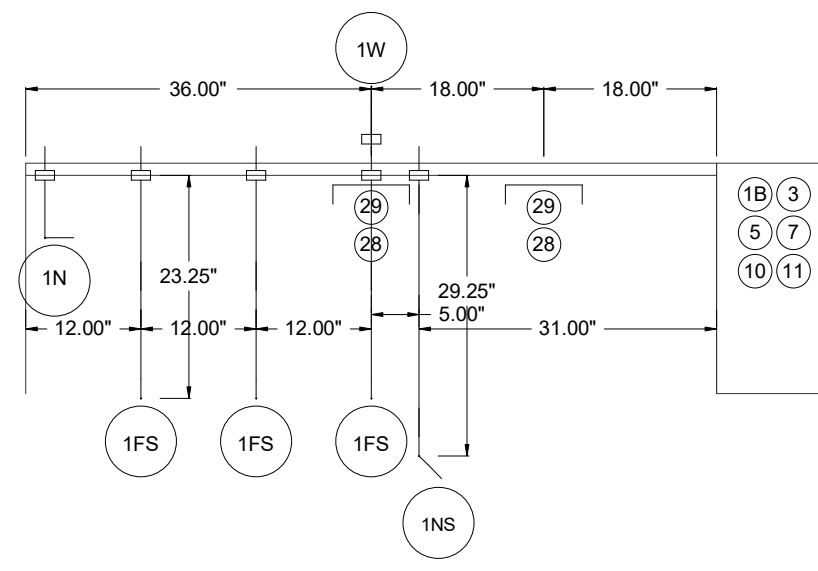 1W
36.00" 18.00" 18.00"
29 29 1B 3
28 28 5 7
1N 23.25" 10 11
29.25"
5.00"
12.00" 12.00" 12.00" 31.00"
1FS 1FS 1FS
1NS